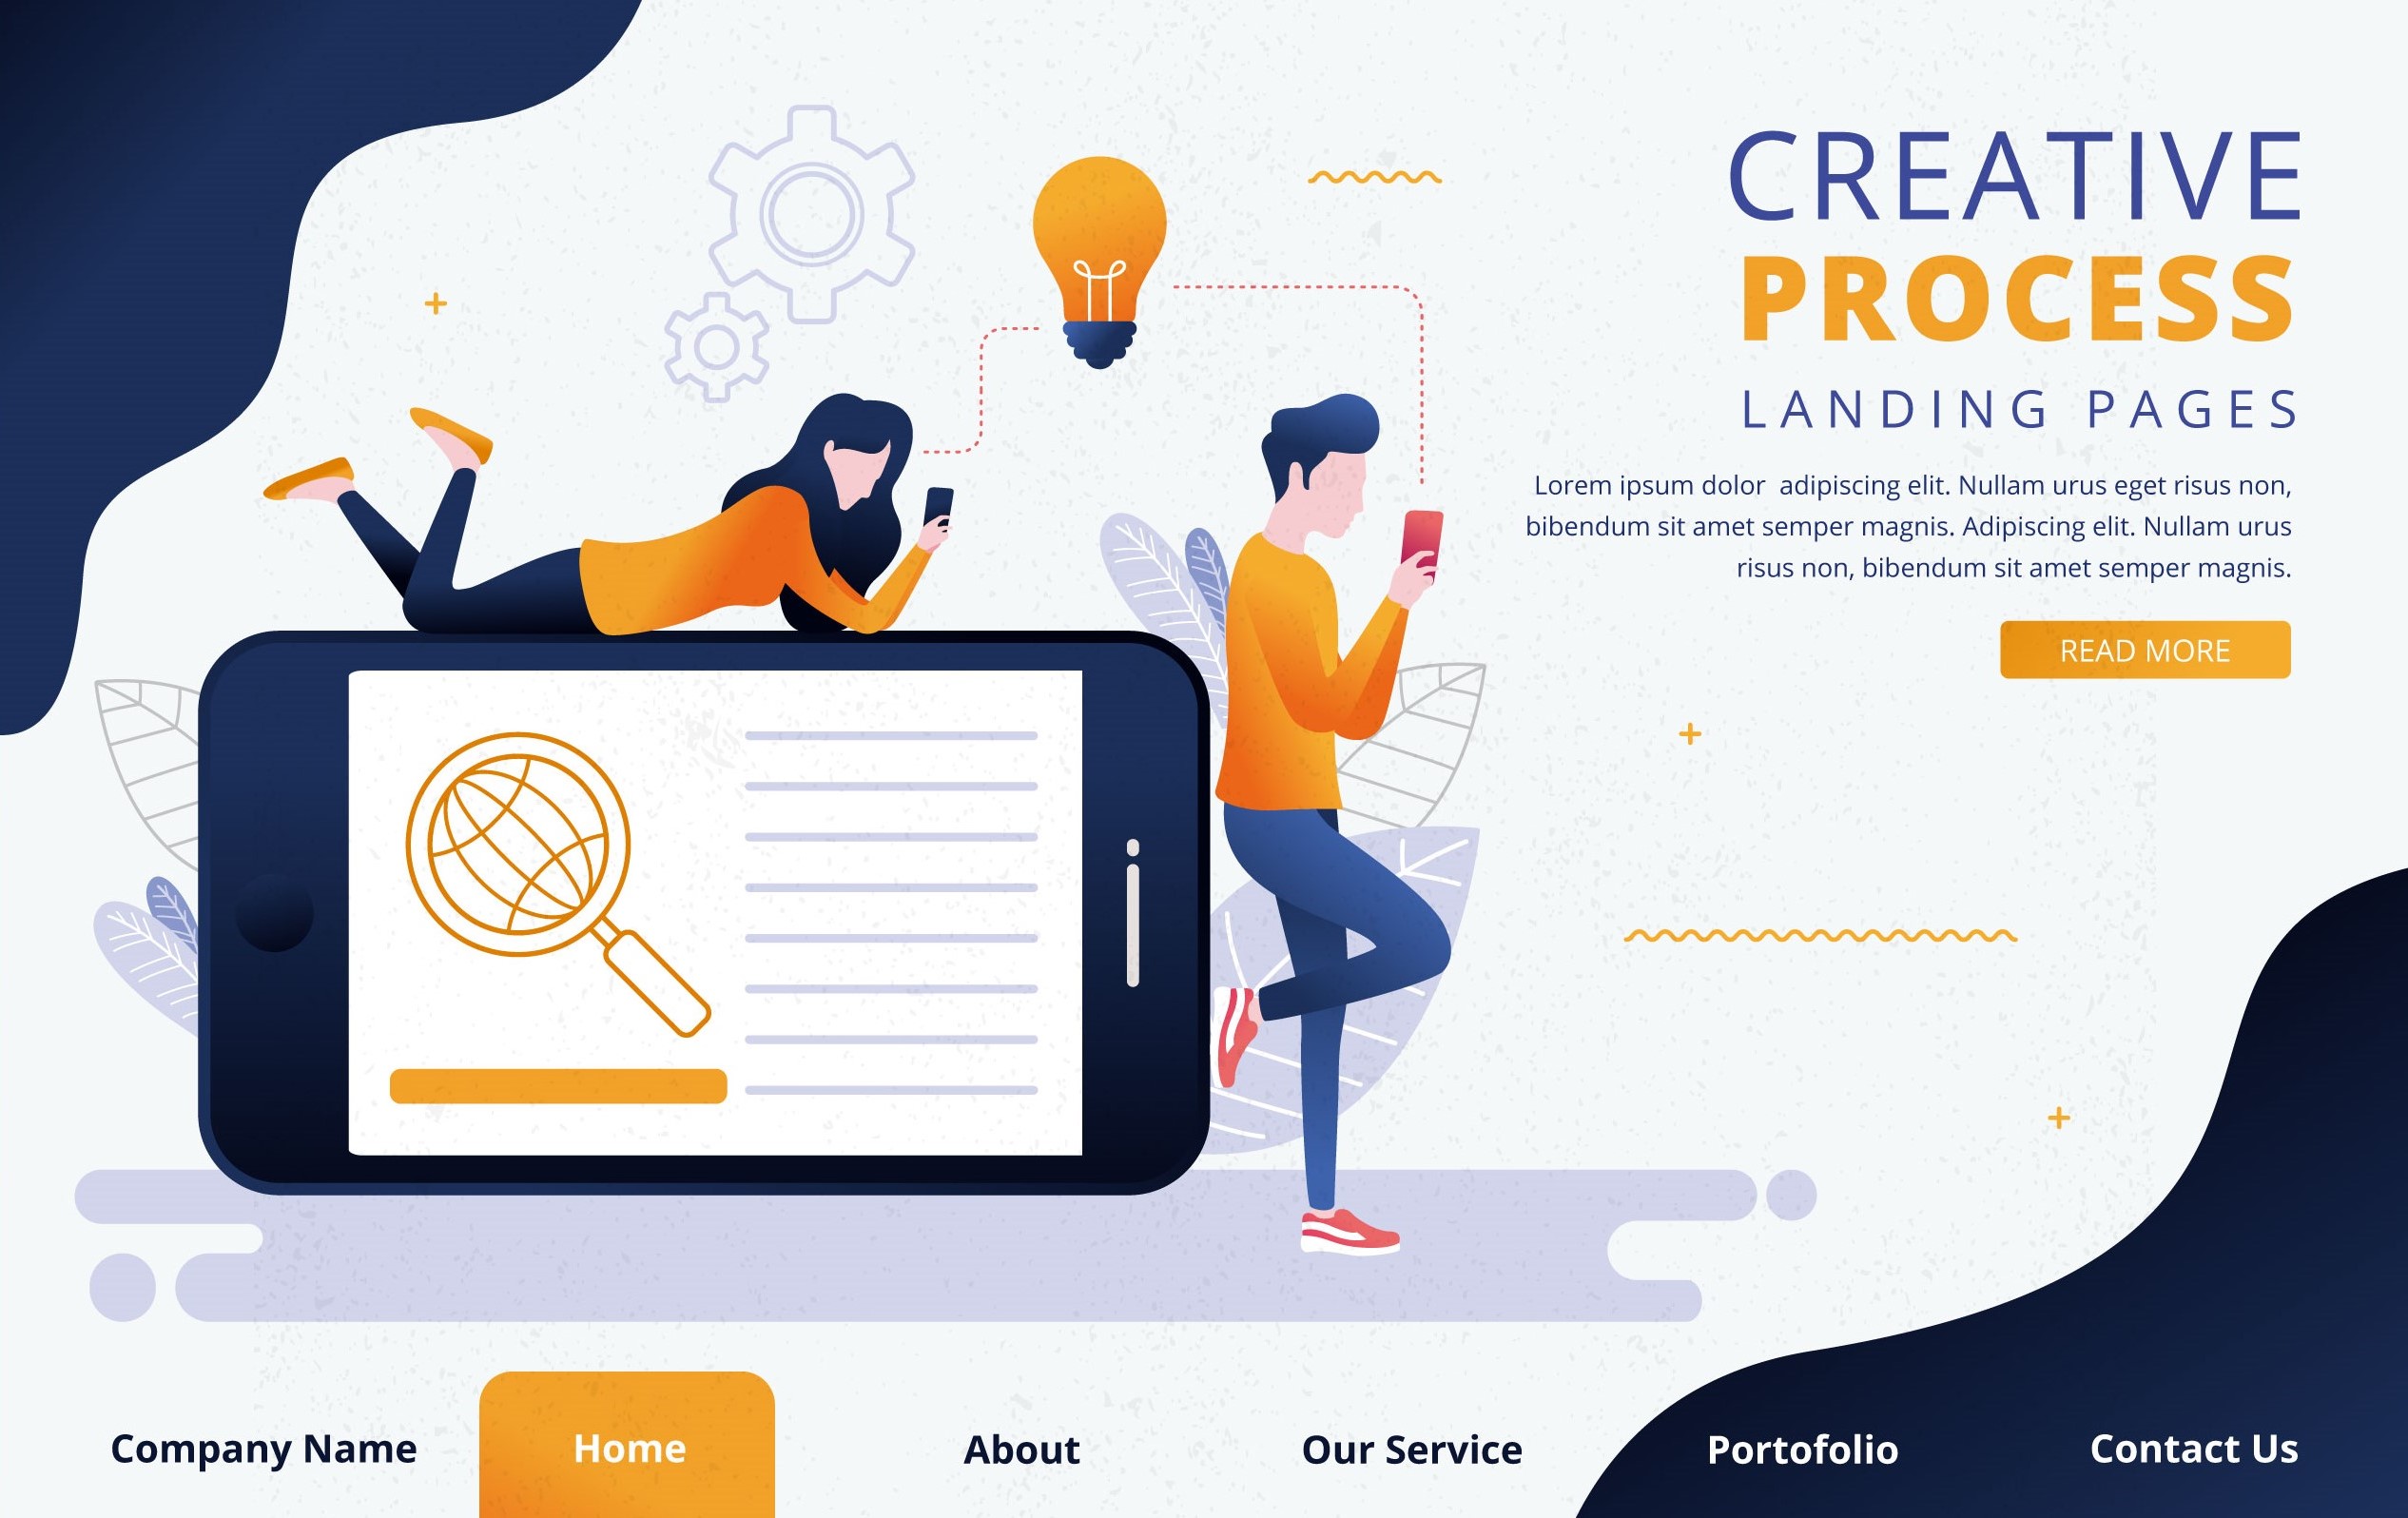 CREATIVE
PROCESS
LANDING PAGES
Lorem ipsum dolor  adipiscing elit. Nullam urus eget risus non,
bibendum sit amet semper magnis. Adipiscing elit. Nullam urus
risus non, bibendum sit amet semper magnis.
READ MORE
Company Name Home About Our Service Portofolio Contact Us